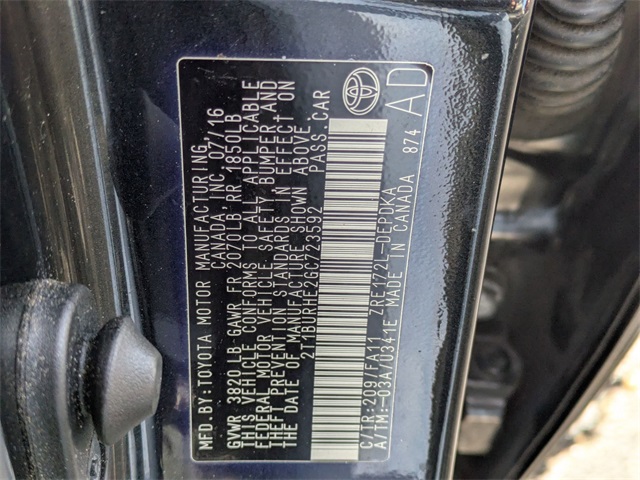 MFD.BY:TOYOTA MOTOR MANUFACTURING,
CANADA, INC. 07/16
GVWR 3820 LB-GAWR FR 2070LB,RR 1850LB
THIS VEHICLE CONFORMS TO ALL APPLICABLE
FEDERAL MOTOR VEHICLE SAFETY, BUMPER, AND
THEFT PREVENTION STANDARDS IN EFFECT ON
THE DATE OF MANUFACTURE SHOWN ABOVE.
2T1BURHE2GC723592 PASS.CAR
C/TR:209/FA11 ZRE172L-DEPDKA
A/TM:-03A/U341E MADE IN CANADA 874
AD